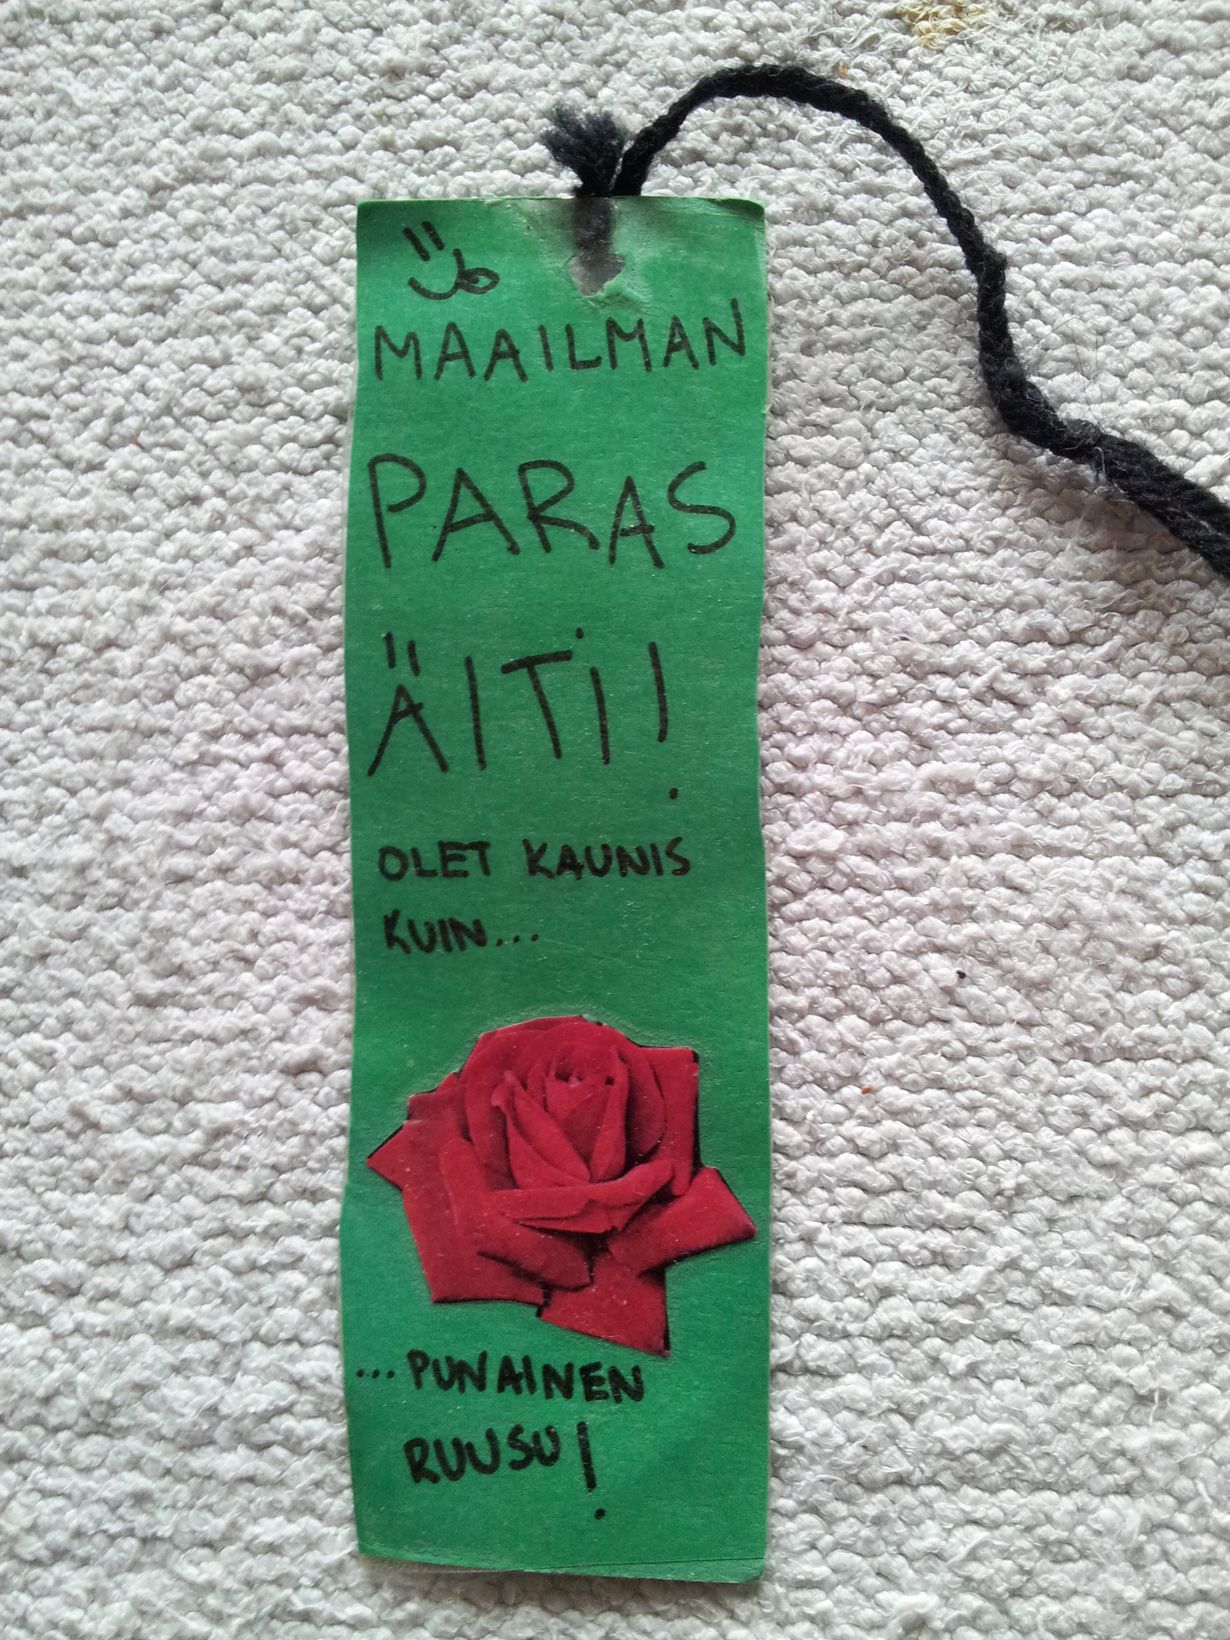 MAAILMAN
PARAS
ÄITi!
OLET KAUNIS
KUIN...
...PUNAINEN
RUUSU!